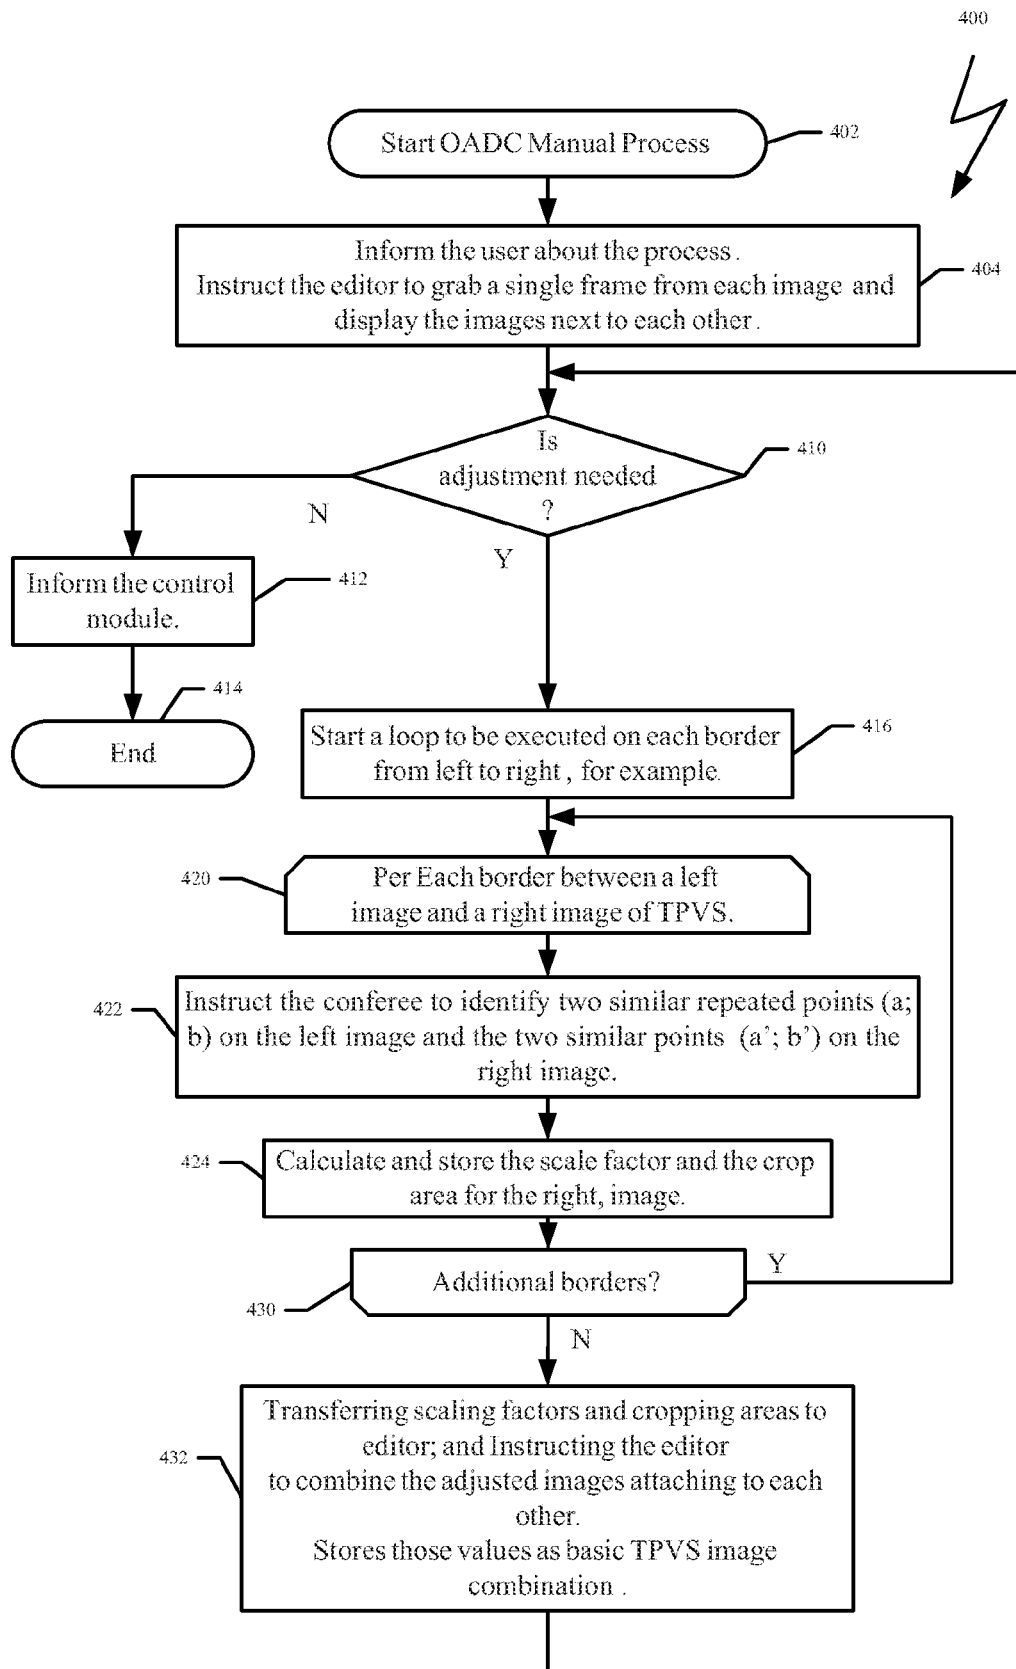 400
Start OADC Manual Process
402
Inform the user about the process .
Instruct the editor to grab a single frame from each image and
display the images next to each other .
404
Is
adjustment needed
?
410
N
Y
Inform the control
module.
412
414
End
Start a loop to be executed on each border
from left to right , for example.
416
420
Per Each border between a left
image and a right image of TPVS.
422
Instruct the conferee to identify two similar repeated points (a;
b) on the left image and the two similar points (a’; b’) on the
right image.
424
Calculate and store the scale factor and the crop
area for the right, image.
Additional borders?
Y
430
N
432
Transferring scaling factors and cropping areas to
editor; and Instructing the editor
to combine the adjusted images attaching to each
other.
Stores those values as basic TPVS image
combination .